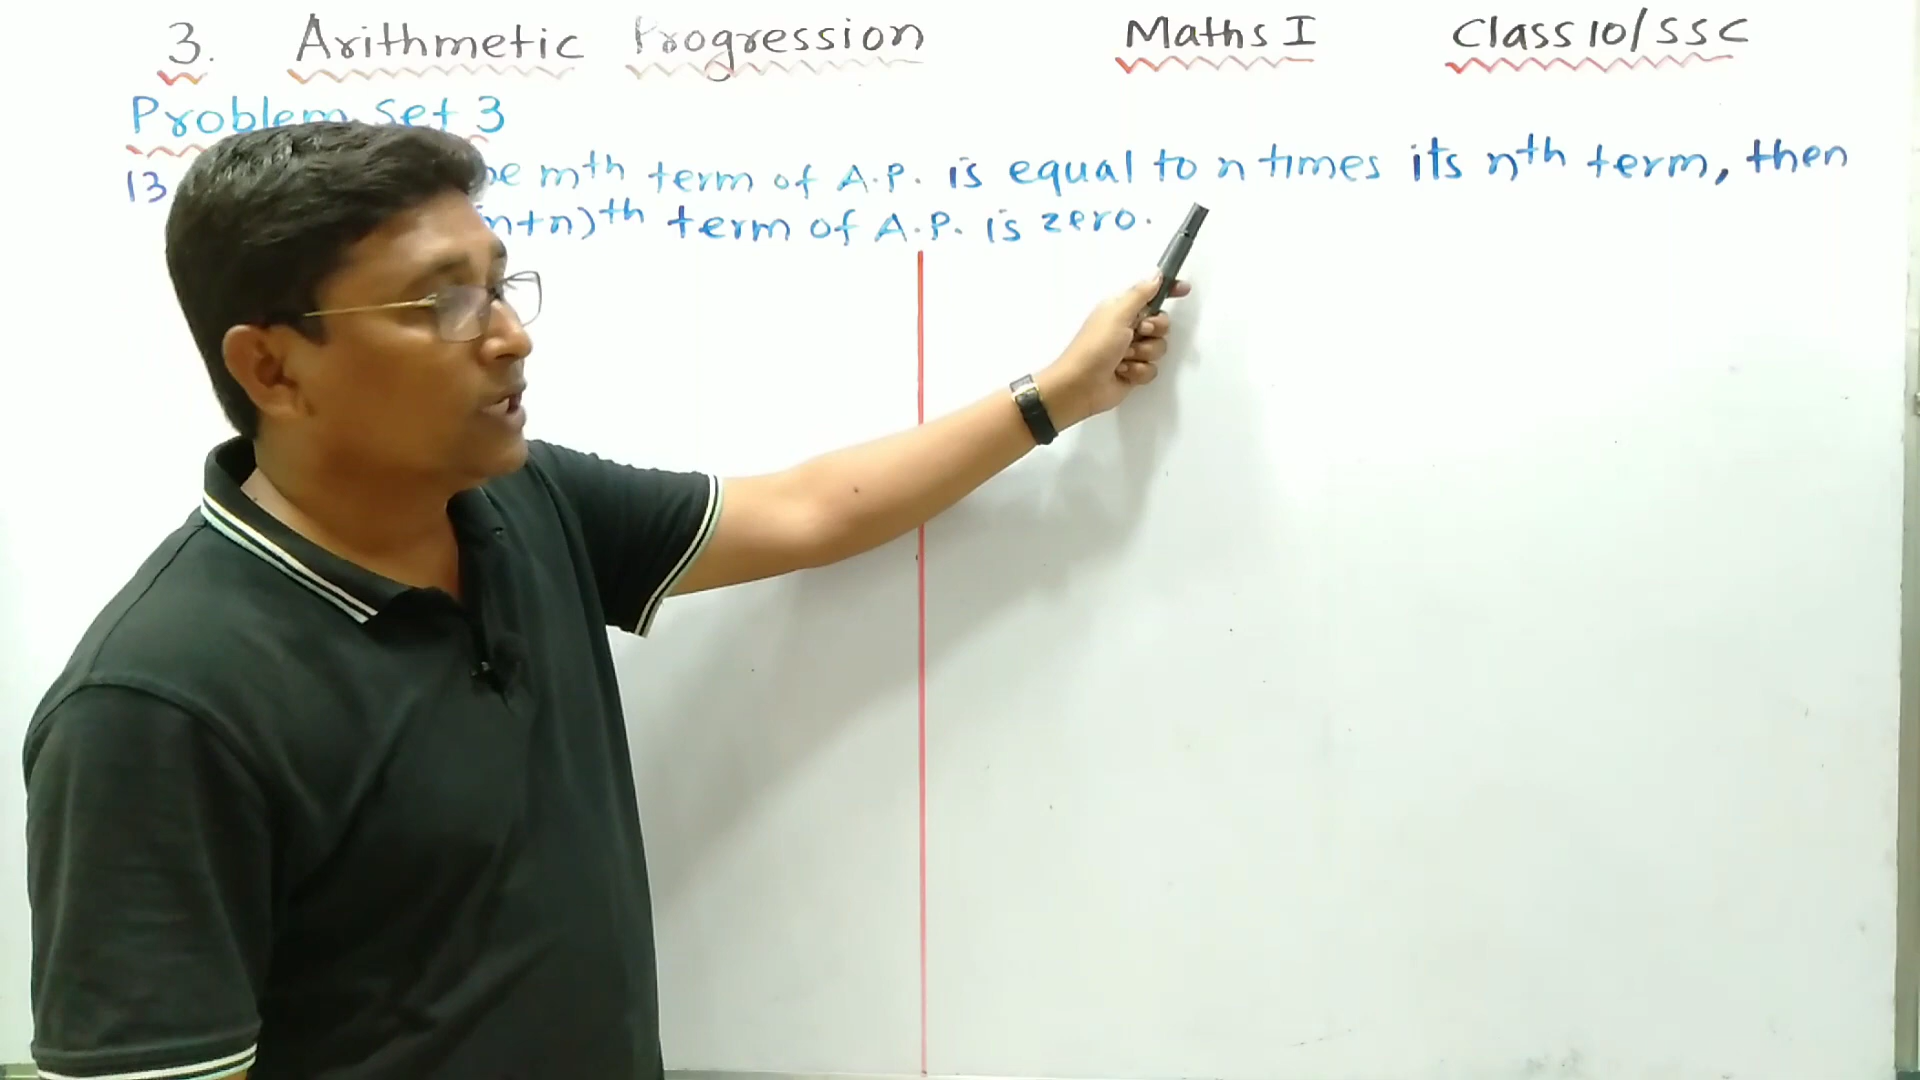 3. Arithmetic Progression Maths I Class 10/SSC
Problem Set 3
13 mth term of A.P. is equal to n times its nth term, then
+n)th term of A.P. is zero.